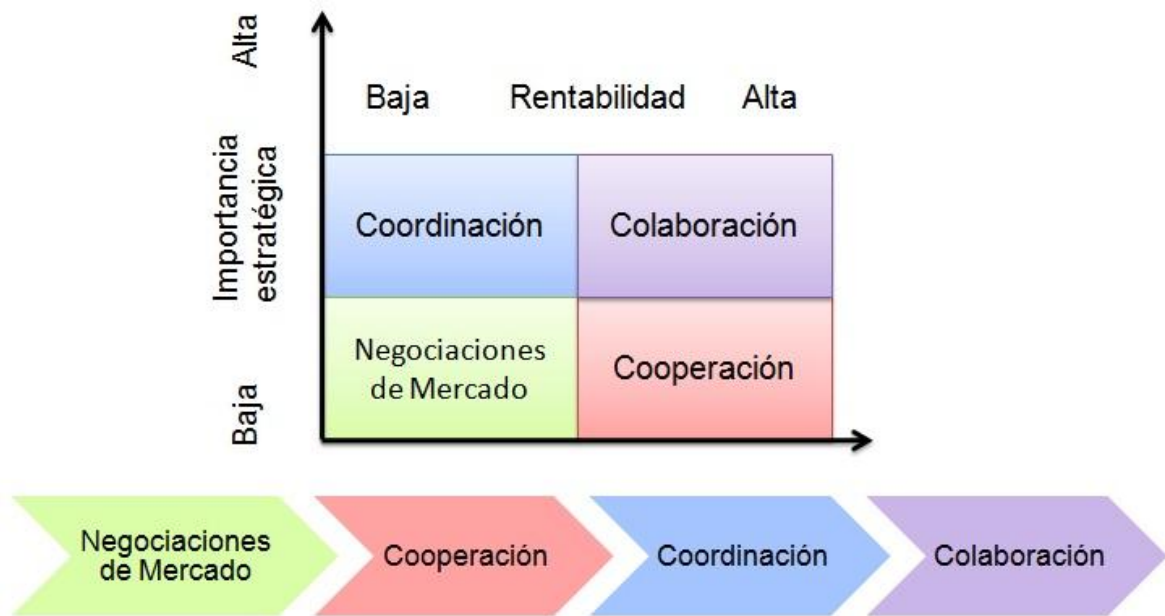 Alta
Baja Rentabilidad Alta
Importancia
estratégica
Coordinación Colaboración
Negociaciones
de Mercado
Cooperación
Baja
Negociaciones
de Mercado
Cooperación
Coordinación
Colaboración